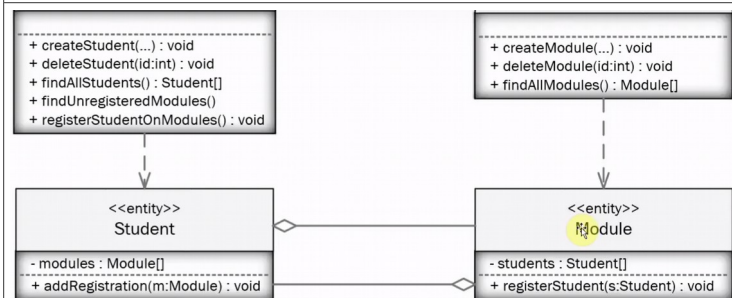 + createStudent(...) : void
+ deleteStudent(id:int) : void
+ findAllStudents() : Student[]
+ findUnregisteredModules()
+ registerStudentOnModules() : void
+ createModule(...) : void
+ deleteModule(id:int) : void
+ findAllModules() : Module[]
<<entity>>
Student
- modules : Module[]
+ addRegistration(m:Module) : void
<<entity>>
Module
- students : Student[]
+ registerStudent(s:Student) : void